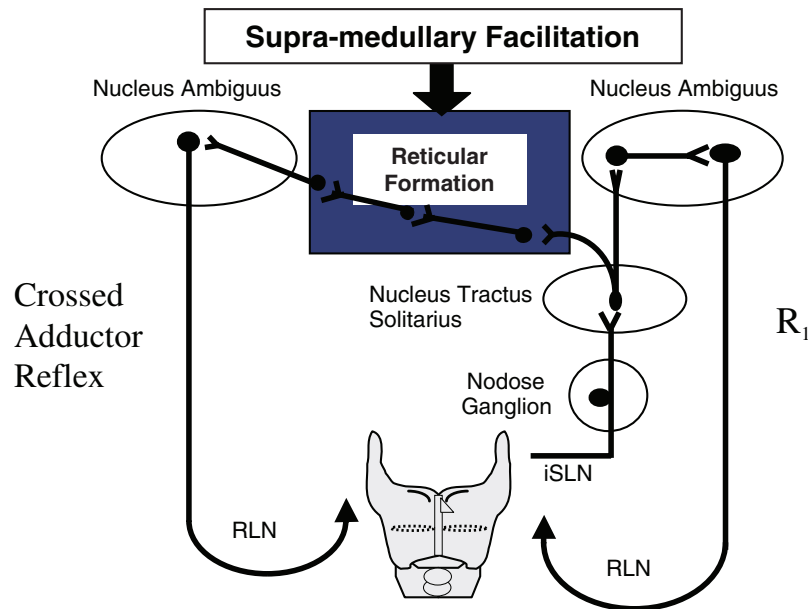 Supra-medullary Facilitation
Nucleus Ambiguus
Nucleus Ambiguus
Reticular
Formation
Crossed
Adductor
Reflex
Nucleus Tractus
Solitarius
R₁
Nodose
Ganglion
iSLN
RLN
RLN